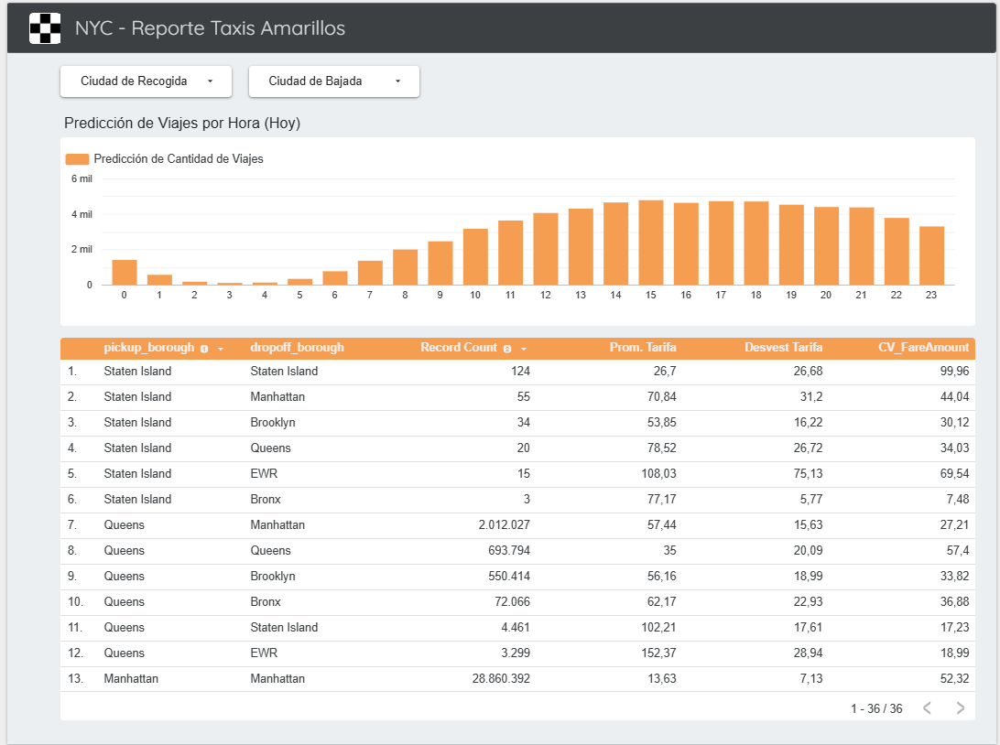 NYC - Reporte Taxis Amarillos
Ciudad de Recogida Ciudad de Bajada
Predicción de Viajes por Hora (Hoy)
Predicción de Cantidad de Viajes
6 mil
4 mil
2 mil
0
0 1 2 3 4 5 6 7 8 9 10 11 12 13 14 15 16 17 18 19 20 21 22 23
pickup_borough 1 dropoff_borough Record Count 2 Prom. Tarifa Desvest Tarifa CV_FareAmount
1. Staten Island Staten Island 124 26,7 26,68 99,96
2. Staten Island Manhattan 55 70,84 31,2 44,04
3. Staten Island Brooklyn 34 53,85 16,22 30,12
4. Staten Island Queens 20 78,52 26,72 34,03
5. Staten Island EWR 15 108,03 75,13 69,54
6. Staten Island Bronx 3 77,17 5,77 7,48
7. Queens Manhattan 2.012.027 57,44 15,63 27,21
8. Queens Queens 693.794 35 20,09 57,4
9. Queens Brooklyn 550.414 56,16 18,99 33,82
10. Queens Bronx 72.066 62,17 22,93 36,88
11. Queens Staten Island 4.461 102,21 17,61 17,23
12. Queens EWR 3.299 152,37 28,94 18,99
13. Manhattan Manhattan 28.860.392 13,63 7,13 52,32
1 - 36 / 36